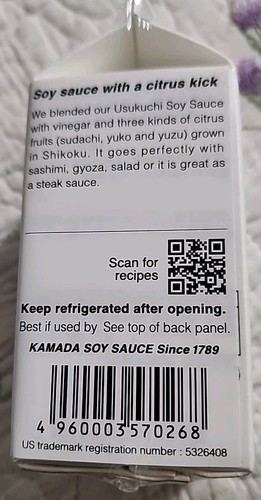 Soy sauce with a citrus kick
We blended our Usukuchi Soy Sauce
with vinegar and three kinds of citrus
fruits (sudachi, yuko and yuzu) grown
in Shikoku. It goes perfectly with
sashimi, gyoza, salad or it is great as
a steak sauce.
Scan for
recipes
Keep refrigerated after opening.
Best if used by See top of back panel.
KAMADA SOY SAUCE Since 1789
4 960003 570268
US trademark registration number : 5326408